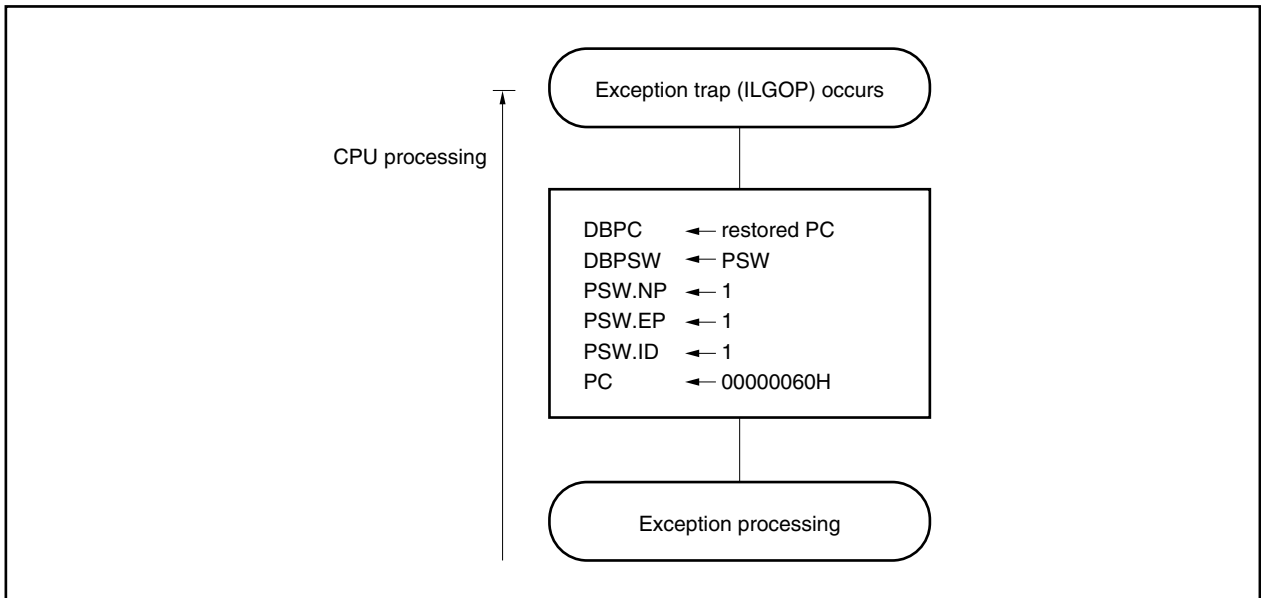 Exception trap (ILGOP) occurs
CPU processing
DBPC ← restored PC
DBPSW ← PSW
PSW.NP ← 1
PSW.EP ← 1
PSW.ID ← 1
PC ← 00000060H
Exception processing